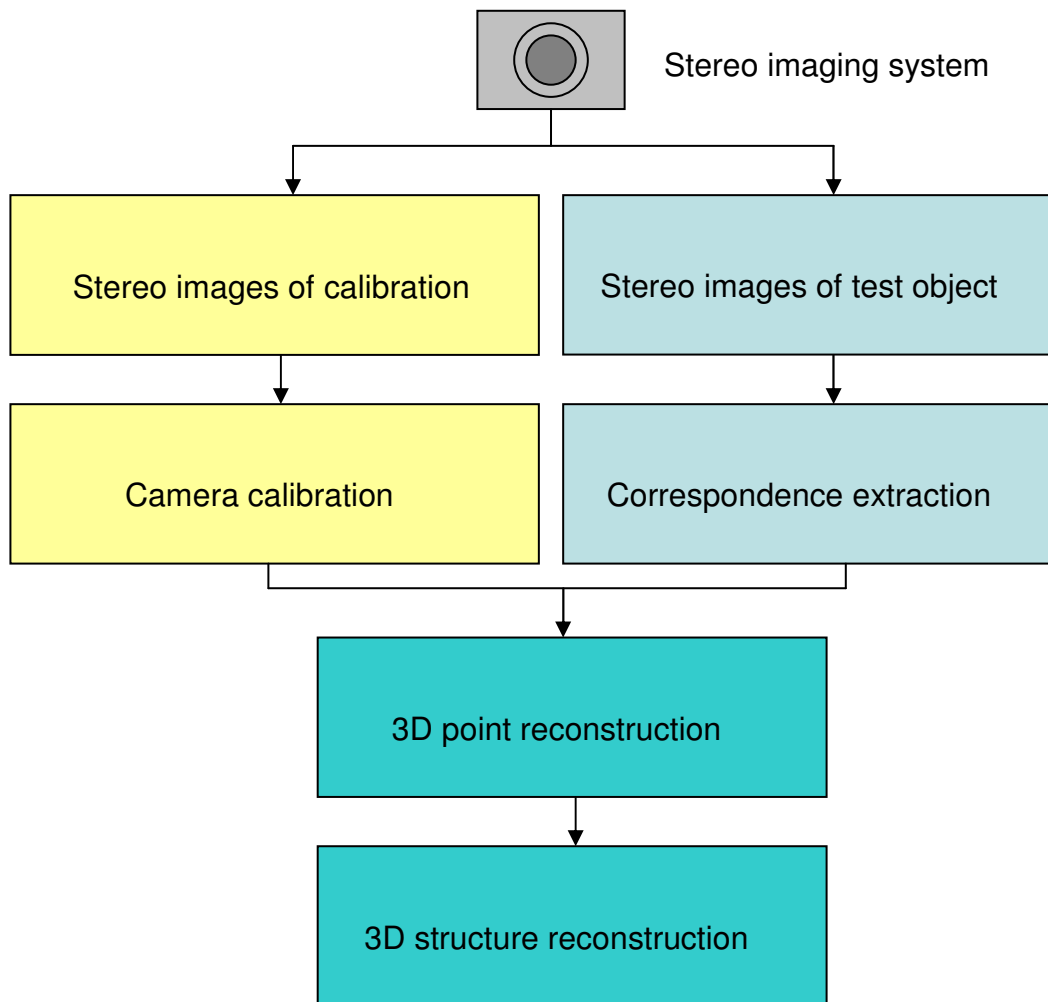 Stereo imaging system
Stereo images of calibration
Stereo images of test object
Camera calibration
Correspondence extraction
3D point reconstruction
3D structure reconstruction